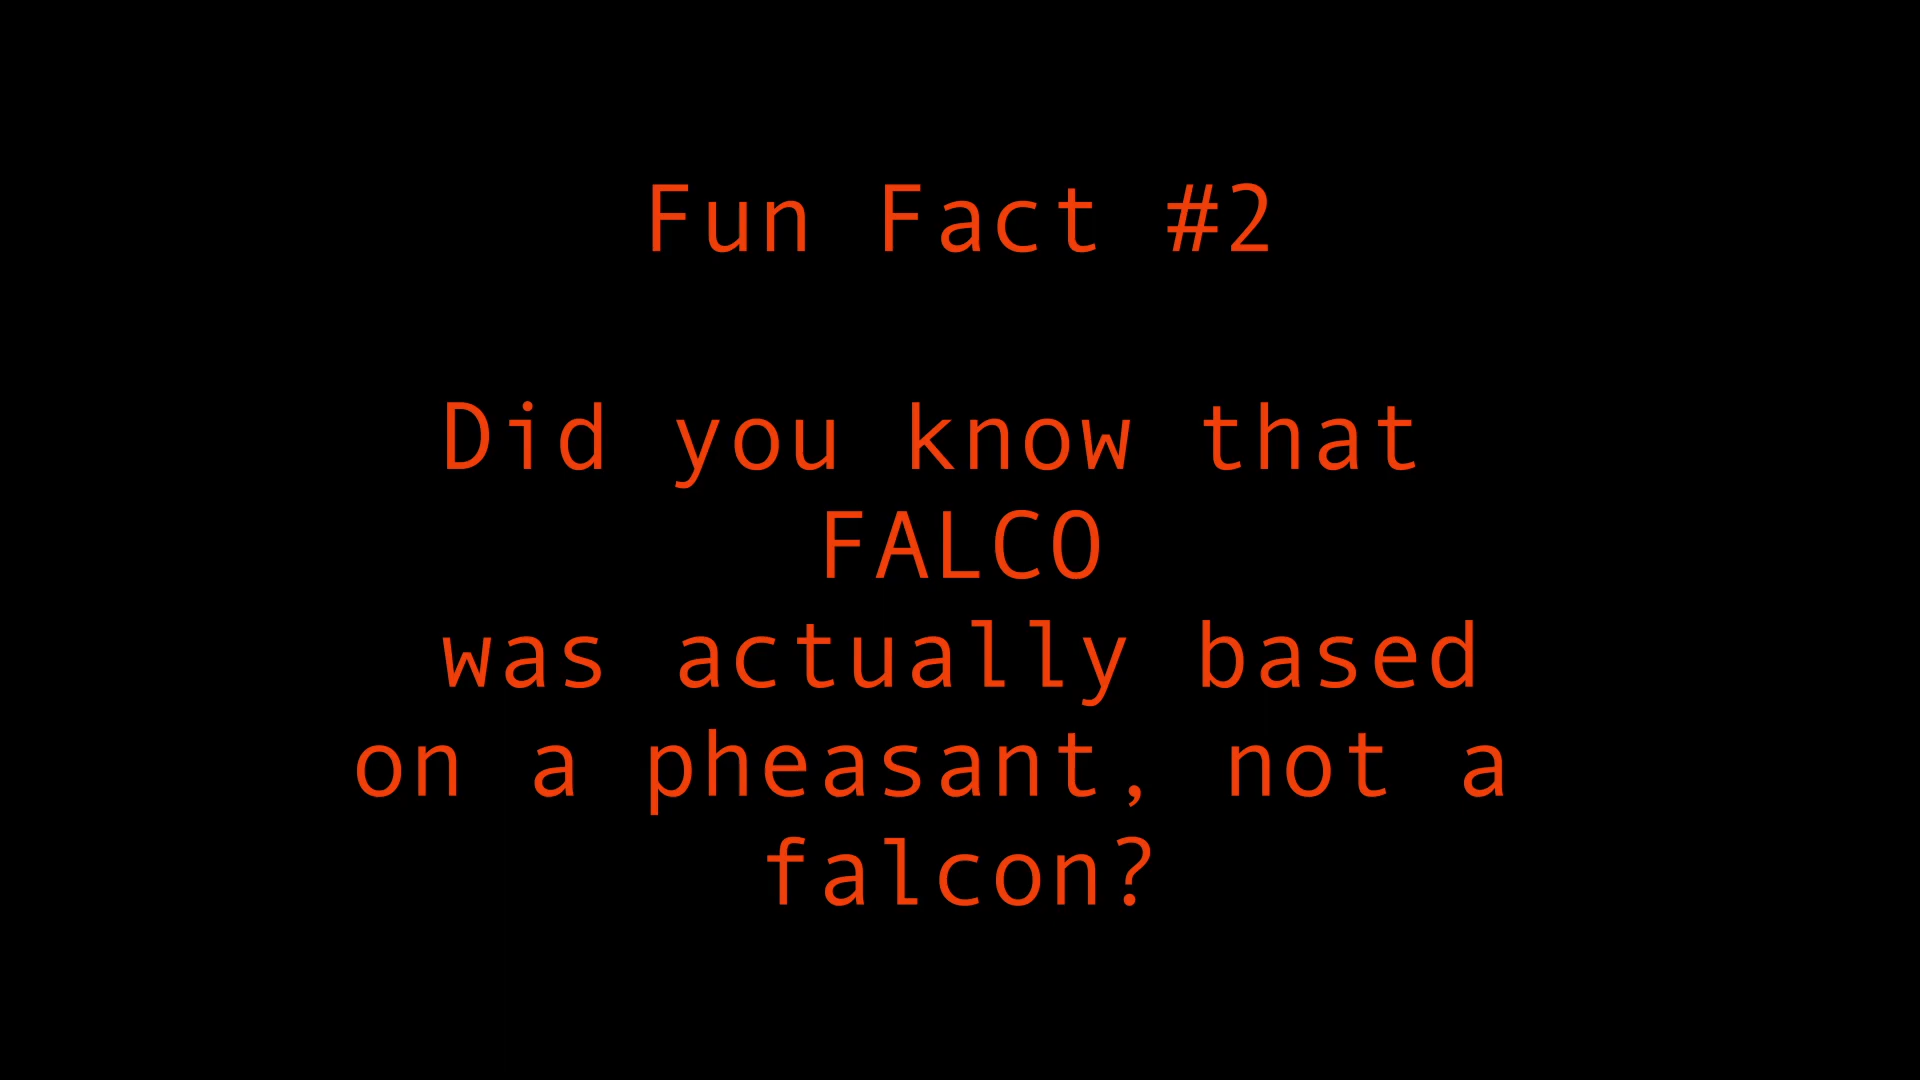 Fun Fact #2
Did you know that
FALCO
was actually based
on a pheasant, not a
falcon?